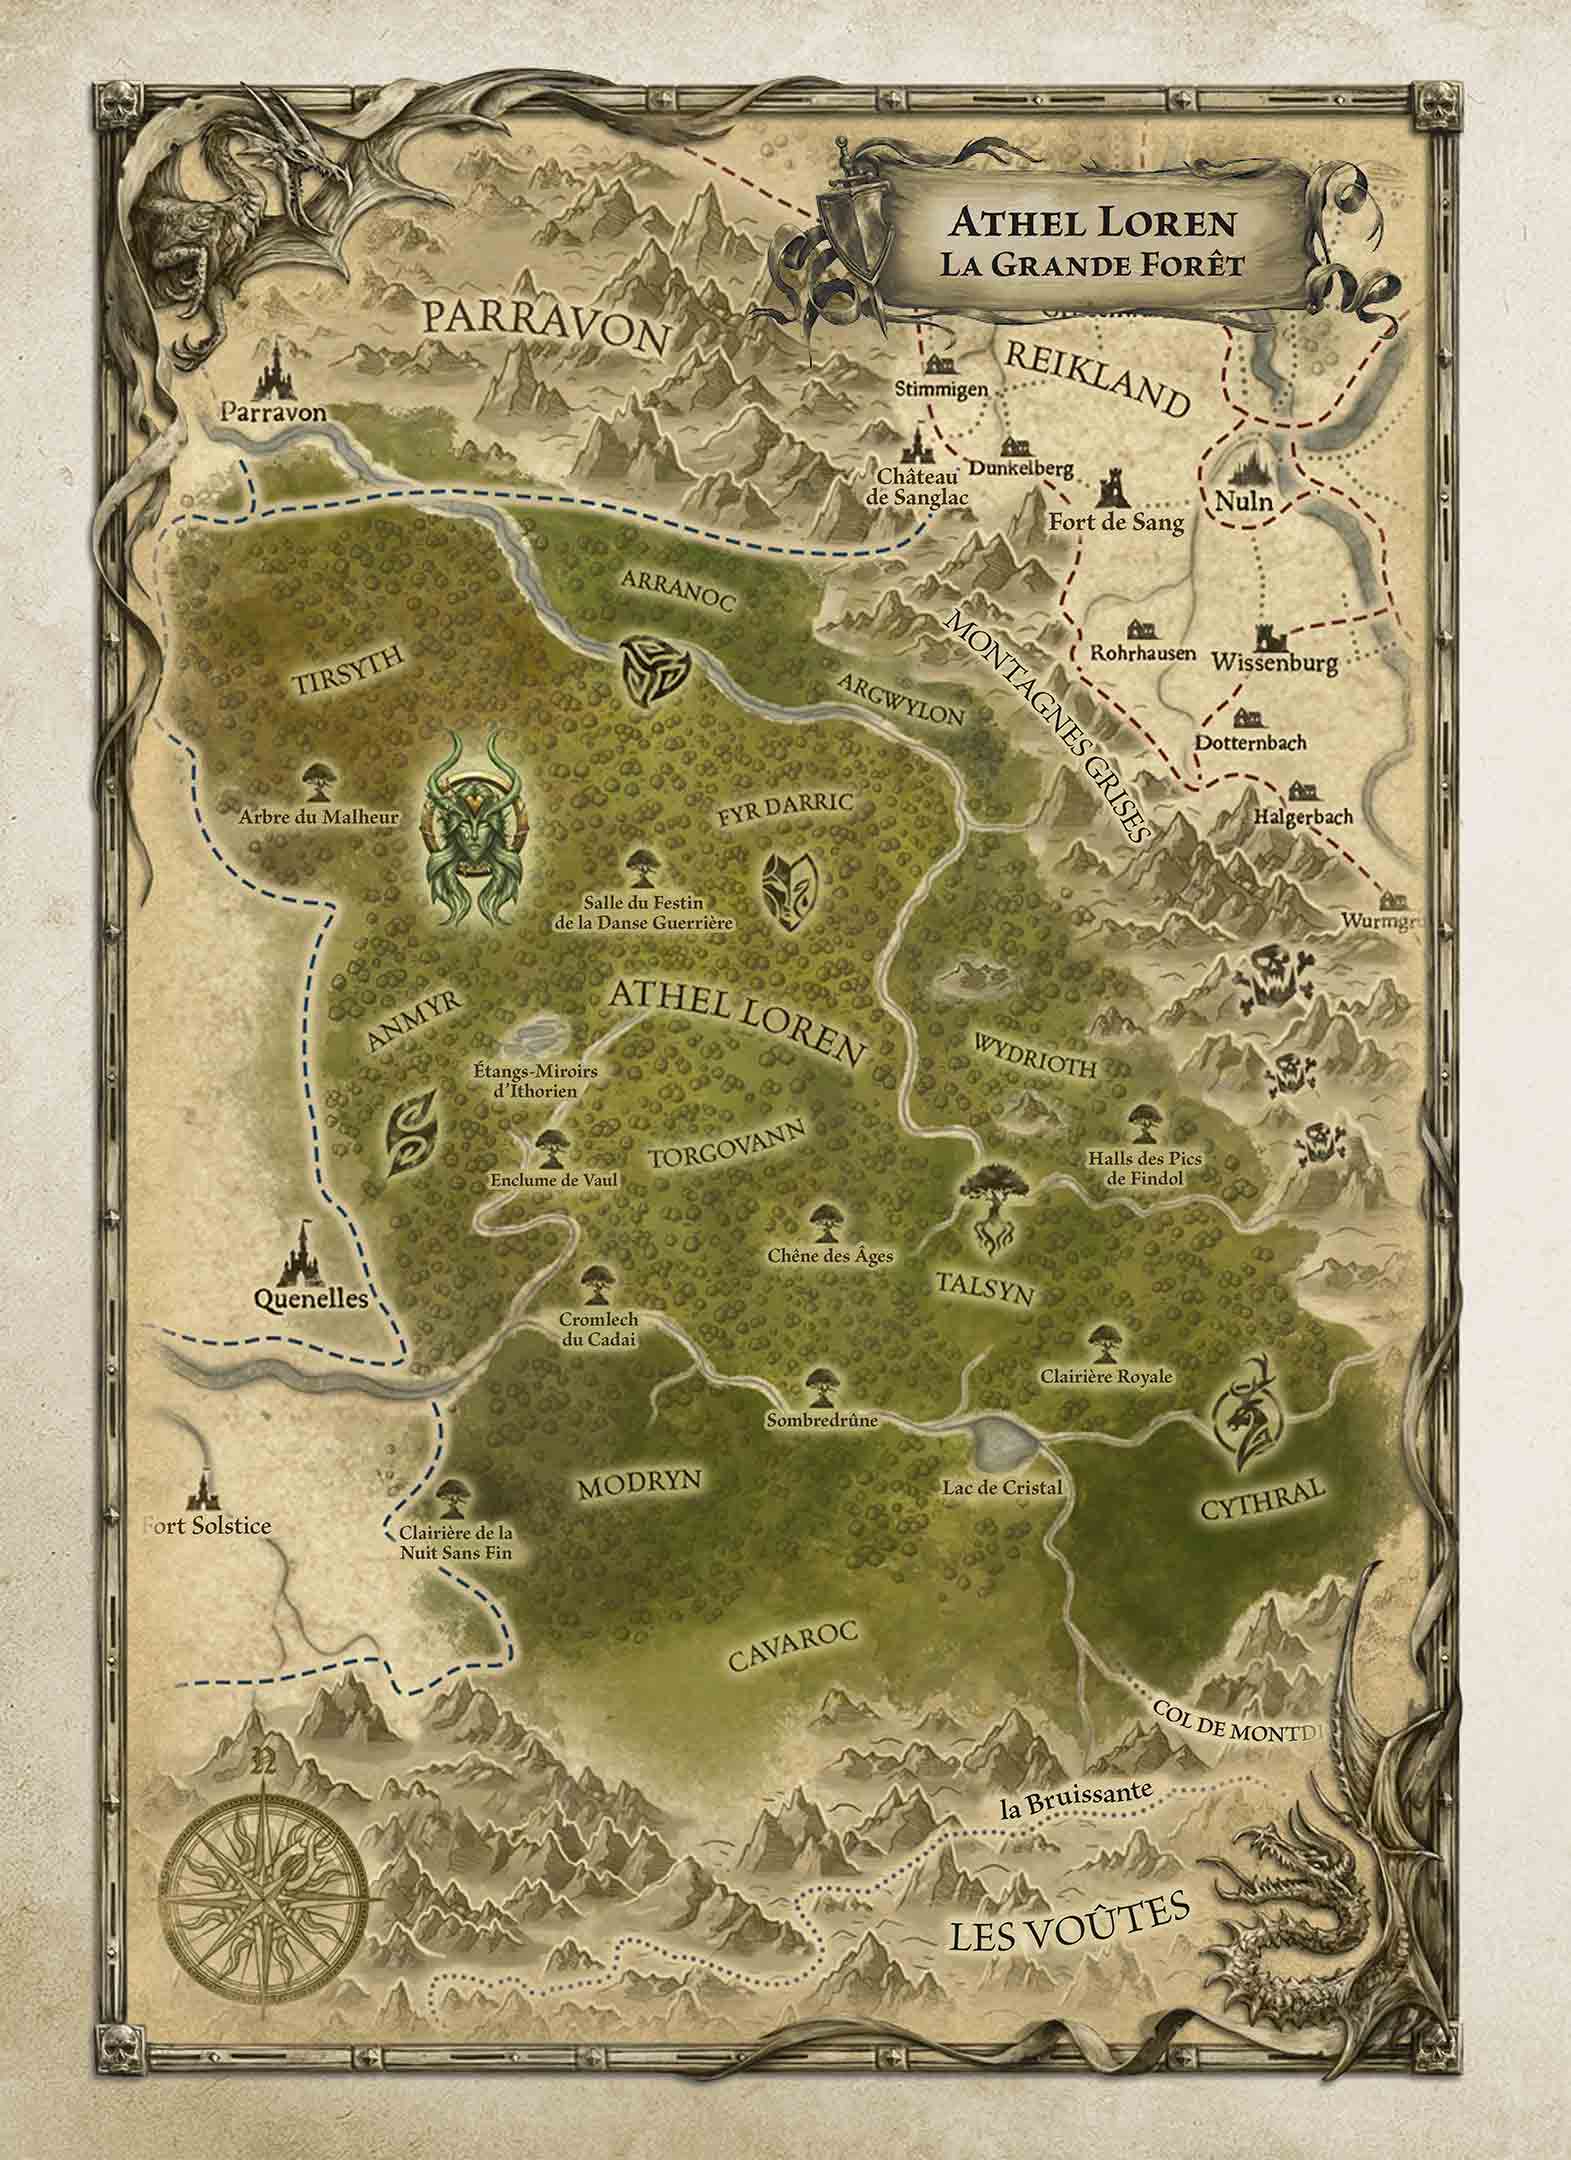 ATHEL LOREN
LA GRANDE FORÊT
PARRAVON
REIKLAND
Stimmigen
Parravon
Château
de Sanglac
Dunkelberg
Fort de Sang
Nuln
ARRANOC
MONTAGNES GRISES
Rohrhausen
Wissenburg
TIRSYTH
ARGWYLON
Dotternbach
Arbre du Malheur
FYR DARRIC
Halgerbach
Salle du Festin
de la Danse Guerrière
ATHEL LOREN
ANMYR
WYDRIOTH
Étangs-Miroirs
d'Ithorien
TORGOVANN
Enclume de Vaul
Halls des Pics
de Findol
Chêne des Âges
TALSYN
Quenelles
Cromlech
du Cadai
Clairière Royale
Sombredrûne
MODRYN
Lac de Cristal
CYTHRAL
ort Solstice
Clairière de la
Nuit Sans Fin
CAVAROC
COL DE MONTD
la Bruissante
N
LES VOÛTES